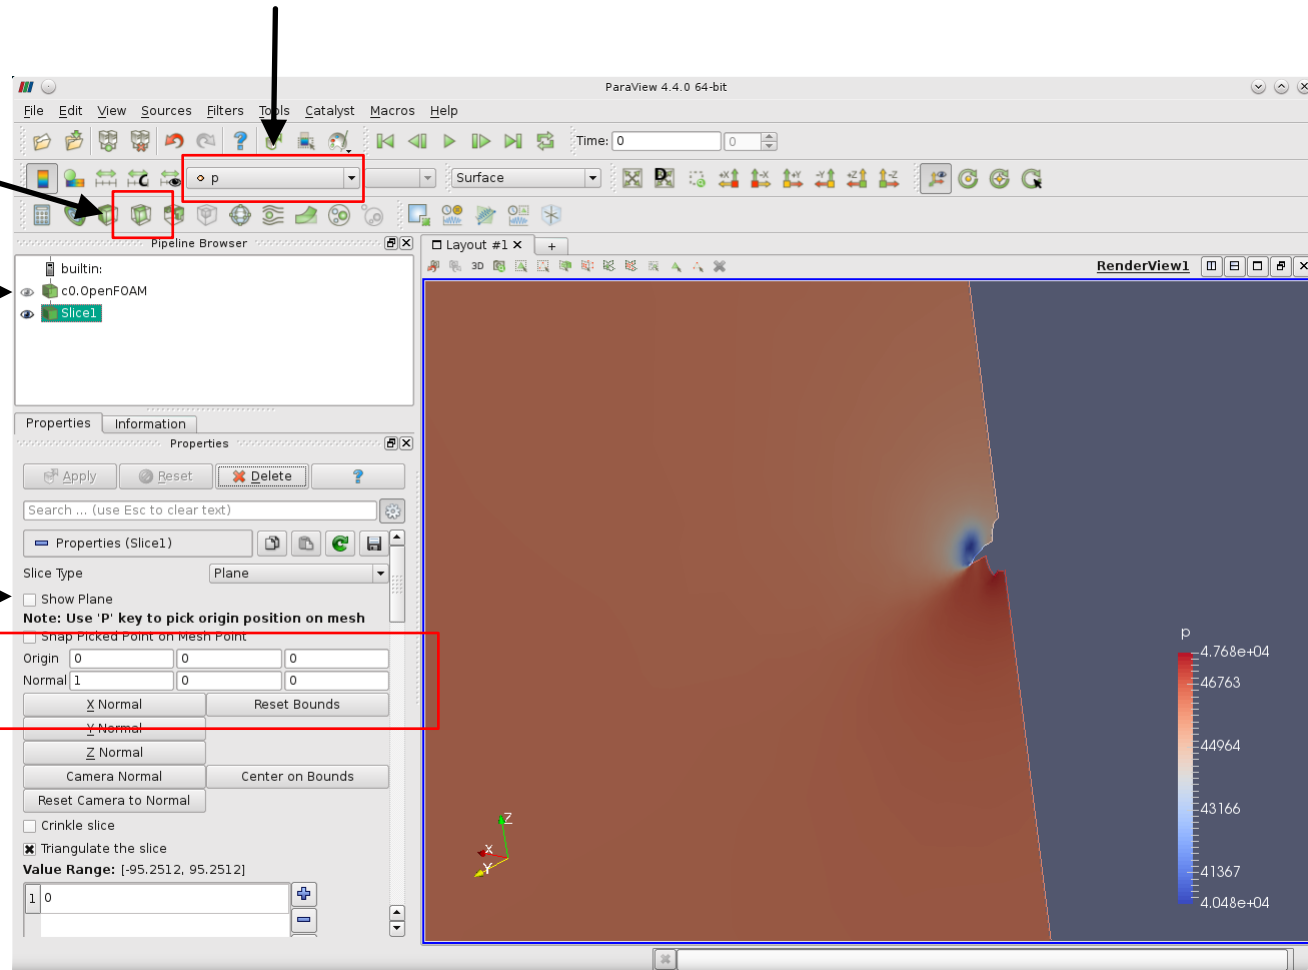 ParaView 4.4.0 64-bit
File Edit View Sources Filters Tools Catalyst Macros Help
Time: 0 0
p Surface
Pipeline Browser
builtin:
c0.OpenFOAM
Slice1
Layout #1
3D RenderView1
Properties Information
Properties
Apply Reset Delete ?
Search ... (use Esc to clear text)
Properties (Slice1)
Slice Type Plane
Show Plane
Note: Use 'P' key to pick origin position on mesh
Snap Picked Point on Mesh Point
Origin 0 0 0
Normal 1 0 0
X Normal Reset Bounds
Y Normal
Z Normal
Camera Normal Center on Bounds
Reset Camera to Normal
Crinkle slice
Triangulate the slice
Value Range: [-95.2512, 95.2512]
1 0
Z
X
Y
p
4.768e+04
46763
44964
43166
41367
4.048e+04